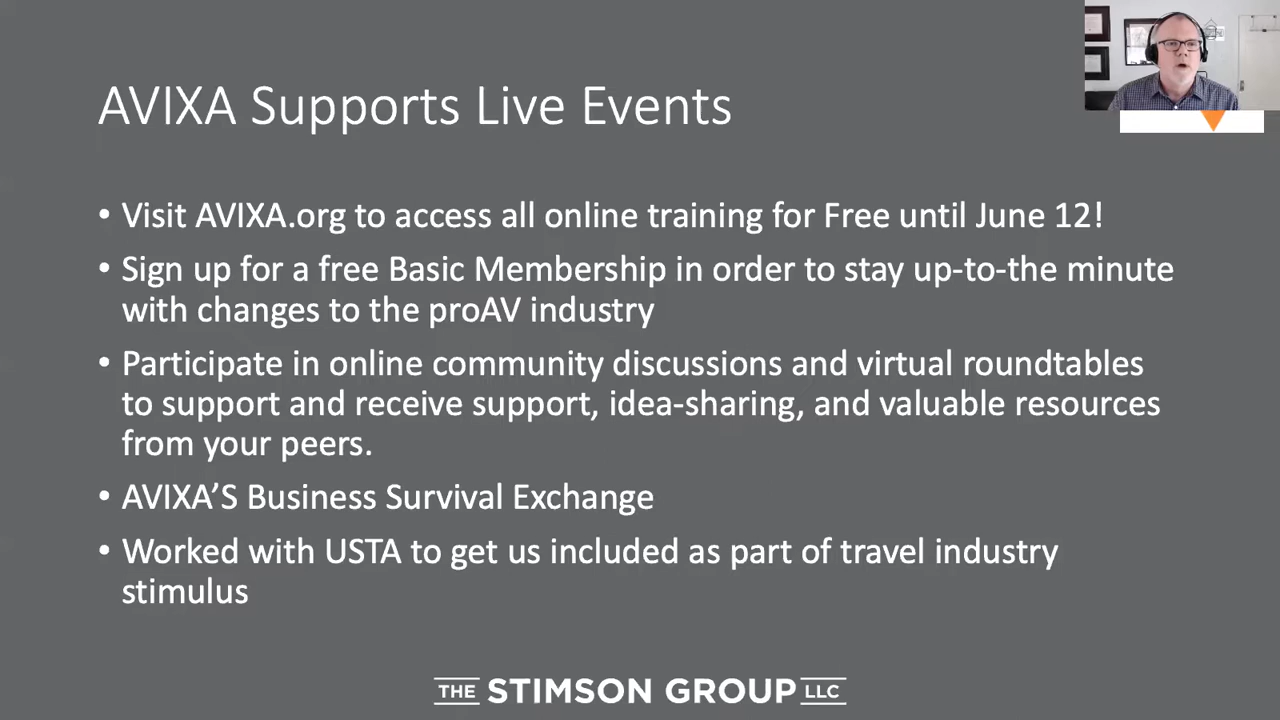 AVIXA Supports Live Events
• Visit AVIXA.org to access all online training for Free until June 12!
• Sign up for a free Basic Membership in order to stay up-to-the minute
with changes to the proAV industry
• Participate in online community discussions and virtual roundtables
to support and receive support, idea-sharing, and valuable resources
from your peers.
• AVIXA’S Business Survival Exchange
• Worked with USTA to get us included as part of travel industry
stimulus
THE STIMSON GROUP LLC